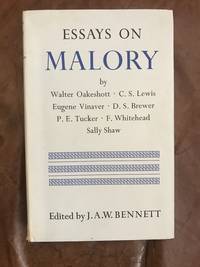 ESSAYS ON
MALORY
by
Walter Oakeshott · C. S. Lewis
Eugene Vinaver · D. S. Brewer
P. E. Tucker · F. Whitehead
Sally Shaw
Edited by J. A. W. BENNETT